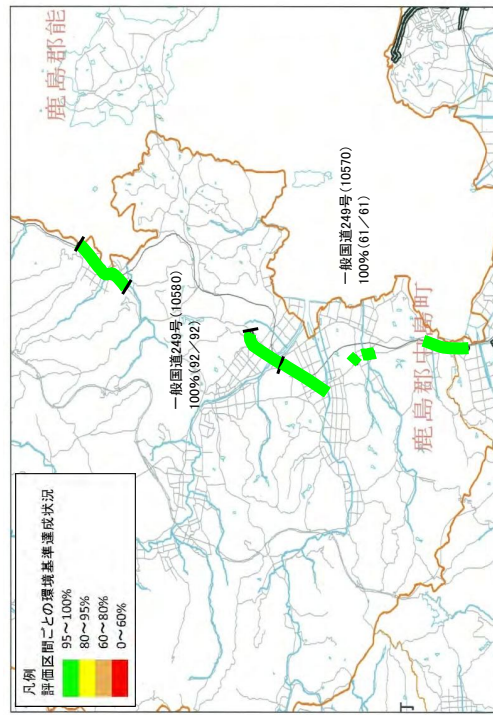 凡例
評価区間ごとの環境基準達成状況
95～100%
80～95%
60～80%
0～60%
鹿島郡能
一般国道249号(10580)
100%(92／92)
一般国道249号(10570)
100%(61／61)
鹿島郡中島町